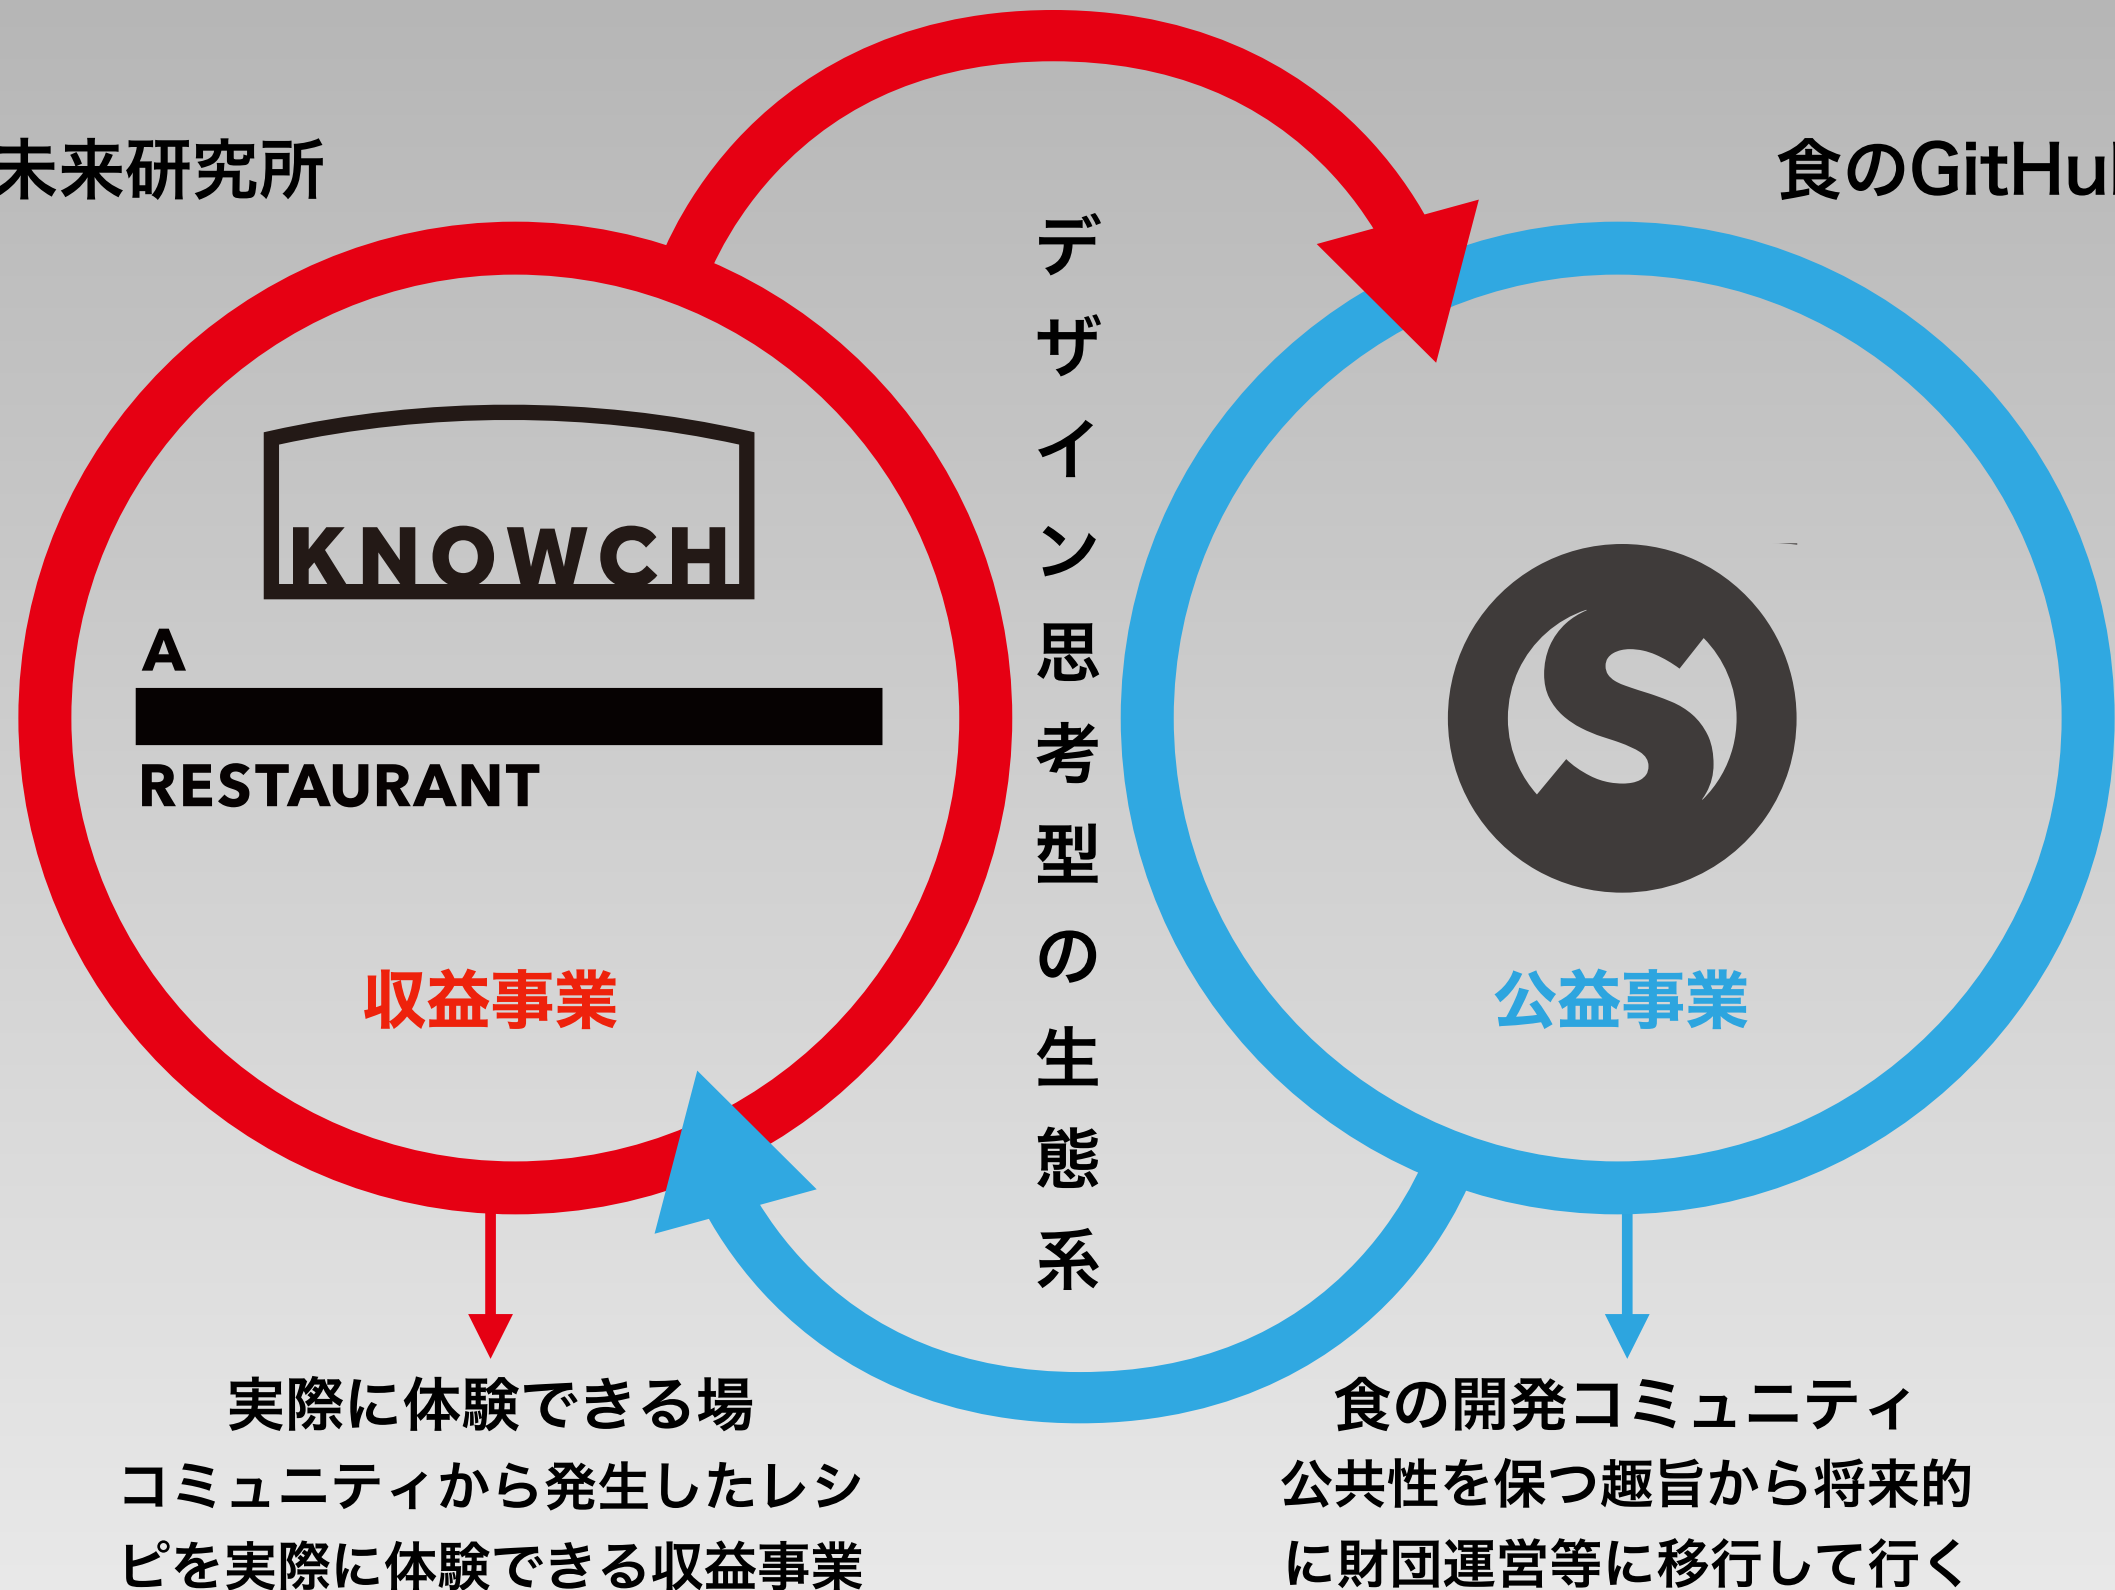 未来研究所
食のGitHub
デザイン思考型の生態系
KNOWCH
A
RESTAURANT
S
収益事業
公益事業
実際に体験できる場
コミュニティから発生したレシ
ピを実際に体験できる収益事業
食の開発コミュニティ
公共性を保つ趣旨から将来的
に財団運営等に移行して行く